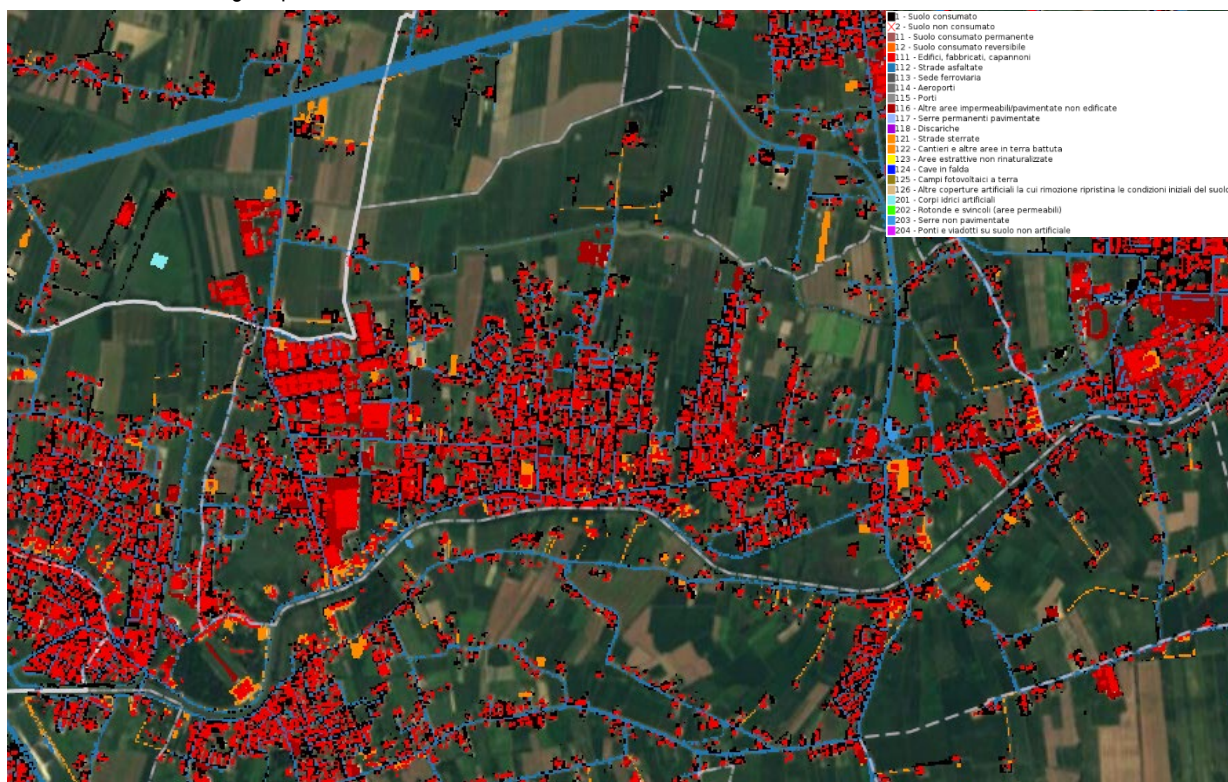 1 - Suolo consumato
2 - Suolo non consumato
11 - Suolo consumato permanente
12 - Suolo consumato reversibile
111 - Edifici, fabbricati, capannoni
112 - Strade asfaltate
113 - Sede ferroviaria
114 - Aeroporti
115 - Porti
116 - Altre aree impermeabili/pavimentate non edificate
117 - Serre permanenti pavimentate
118 - Discariche
121 - Strade sterrate
122 - Cantieri e altre aree in terra battuta
123 - Aree estrattive non rinaturalizzate
124 - Cave in falda
125 - Campi fotovoltaici a terra
126 - Altre coperture artificiali la cui rimozione ripristina le condizioni iniziali del suolo
201 - Corpi idrici artificiali
202 - Rotonde e svincoli (aree permeabili)
203 - Serre non pavimentate
204 - Ponti e viadotti su suolo non artificiale